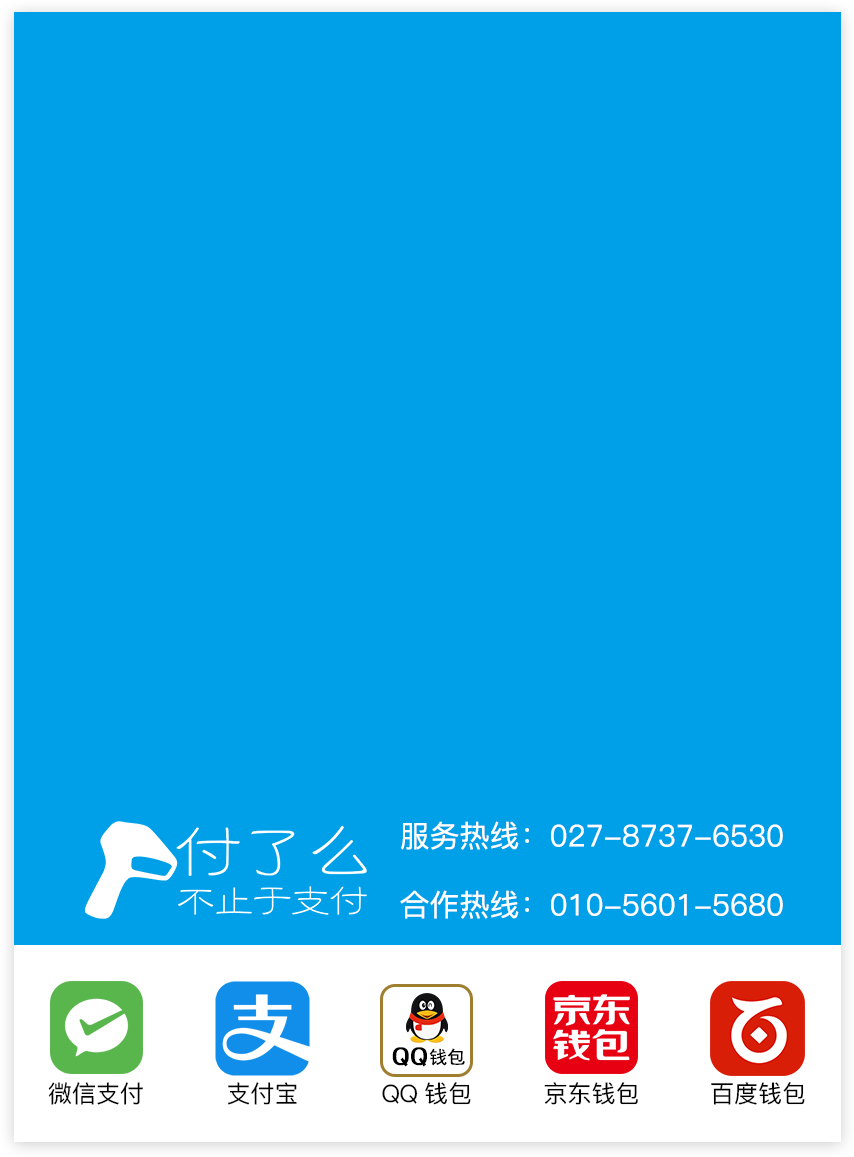 付了么
不止于支付
服务热线：027-8737-6530
合作热线：010-5601-5680
支
QQ钱包
京东
钱包
微信支付
支付宝
QQ 钱包
京东钱包
百度钱包